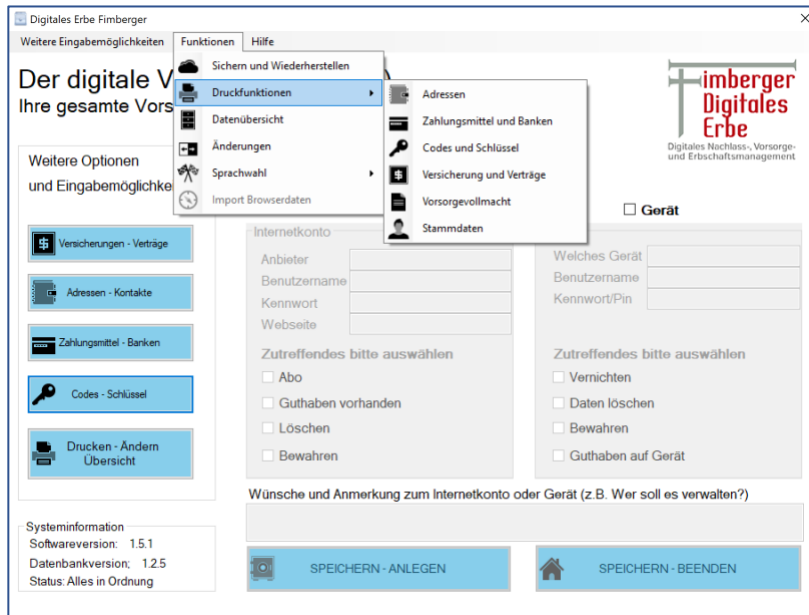 Digitales Erbe Fimberger
Weitere Eingabemöglichkeiten Funktionen Hilfe
Sichern und Wiederherstellen
Druckfunktionen
Datenübersicht
Änderungen
Sprachwahl
Import Browserdaten
Adressen
Zahlungsmittel und Banken
Codes und Schlüssel
Versicherung und Verträge
Vorsorgevollmacht
Stammdaten
Der digitale V
Ihre gesamte Vors
Fimberger
Digitales
Erbe
Digitales Nachlass-, Vorsorge-
und Erbschaftsmanagement
Weitere Optionen
und Eingabemöglichke
Versicherungen - Verträge
Adressen - Kontakte
Zahlungsmittel - Banken
Codes - Schlüssel
Drucken - Ändern
Übersicht
Gerät
Internetkonto
Anbieter
Benutzername
Kennwort
Webseite
Zutreffendes bitte auswählen
Abo
Guthaben vorhanden
Löschen
Bewahren
Welches Gerät
Benutzername
Kennwort/Pin
Zutreffendes bitte auswählen
Vernichten
Daten löschen
Bewahren
Guthaben auf Gerät
Wünsche und Anmerkung zum Internetkonto oder Gerät (z.B. Wer soll es verwalten?)
Systeminformation
Softwareversion: 1.5.1
Datenbankversion; 1.2.5
Status: Alles in Ordnung
SPEICHERN - ANLEGEN
SPEICHERN - BEENDEN